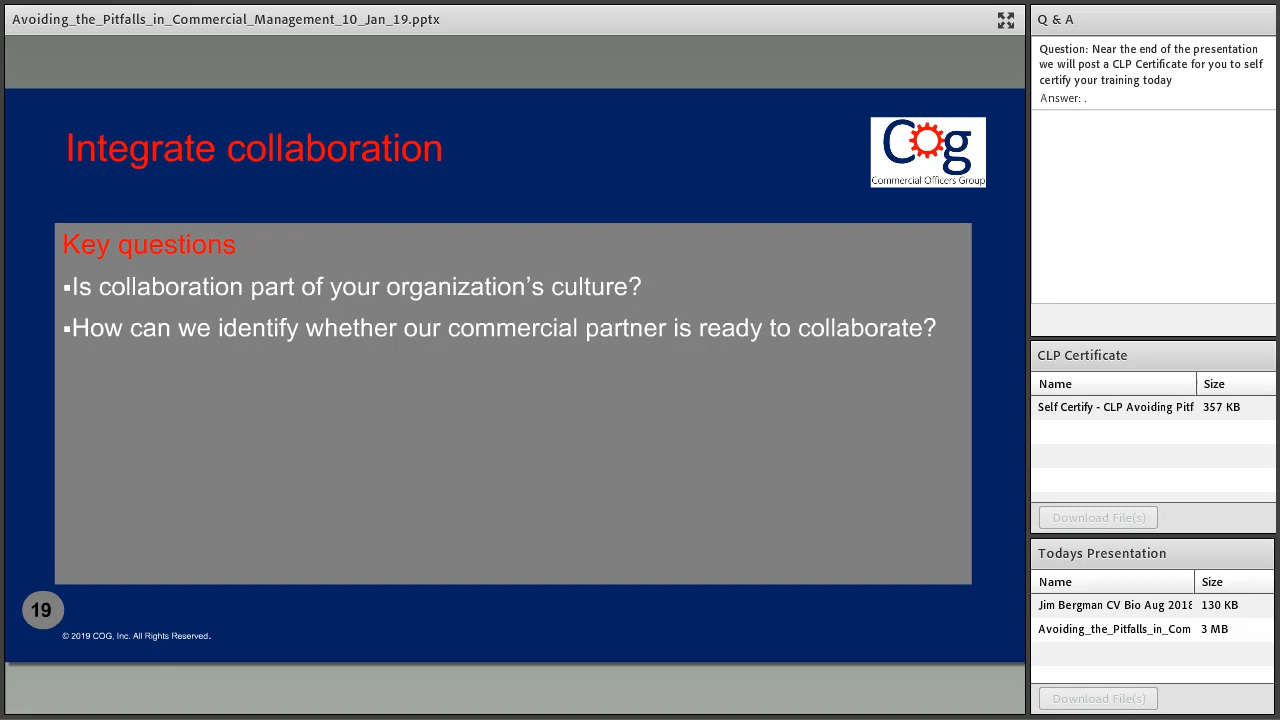 Avoiding_the_Pitfalls_in_Commercial_Management_10_Jan_19.pptx
Integrate collaboration
Cog
Commercial Officers Group
Key questions
▪Is collaboration part of your organization’s culture?
▪How can we identify whether our commercial partner is ready to collaborate?
19
© 2019 COG, Inc. All Rights Reserved.
Q & A
Question: Near the end of the presentation
we will post a CLP Certificate for you to self
certify your training today
Answer: .
CLP Certificate
Name Size
Self Certify - CLP Avoiding Pitf 357 KB
Download File(s)
Todays Presentation
Name Size
Jim Bergman CV Bio Aug 2018 130 KB
Avoiding_the_Pitfalls_in_Com 3 MB
Download File(s)